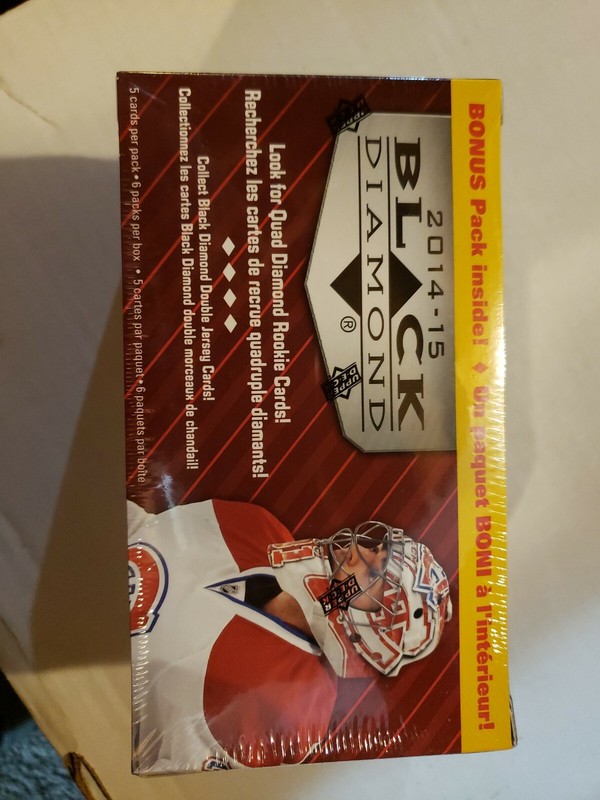 BONUS Pack inside! ♦ Un paquet BONI à l'intérieur!
2014-15
BLACK
DIAMOND®
UPPER DECK
UPPER DECK
Look for Quad Diamond Rookie Cards!
Recherchez les cartes de recrue quadruple diamants!
Collect Black Diamond Double Jersey Cards!
Collectionnez les cartes Black Diamond double morceaux de chandail!
5 cards per pack • 6 packs per box • 5 cartes par paquet • 6 paquets par boîte
UPPER DECK